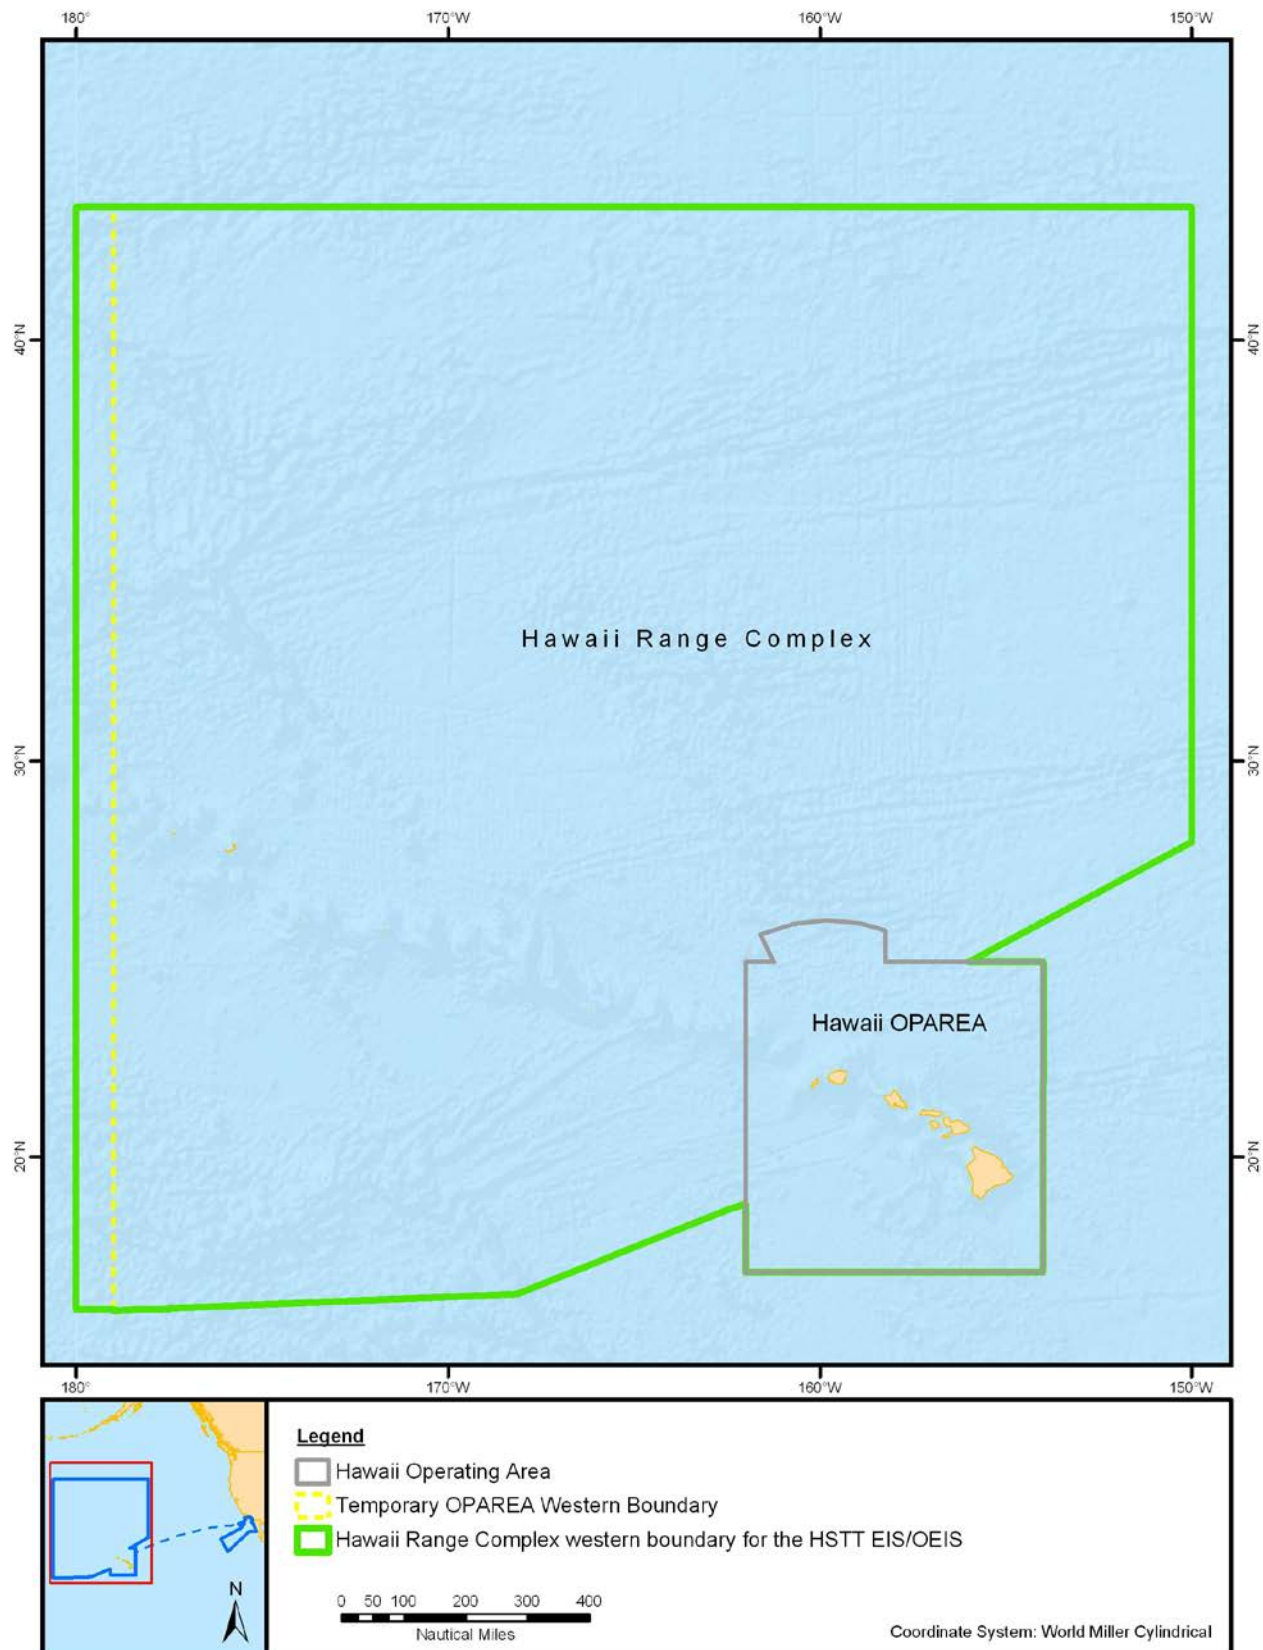 180°
170°W
160°W
150°W
40°N
40°N
Hawaii Range Complex
30°N
30°N
Hawaii OPAREA
20°N
20°N
180°
170°W
160°W
150°W
Legend
Hawaii Operating Area
Temporary OPAREA Western Boundary
Hawaii Range Complex western boundary for the HSTT EIS/OEIS
N
0 50 100 200 300 400
Nautical Miles
Coordinate System: World Miller Cylindrical